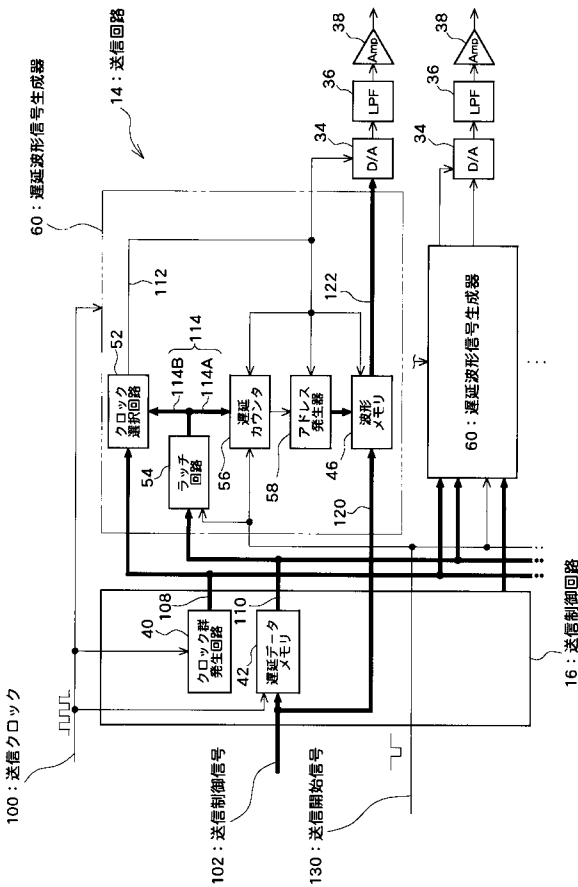 100：送信クロック
102：送信制御信号
130：送信開始信号
16：送信制御回路
40
クロック群
発生回路
108
42
遅延データ
メモリ
110
60：遅延波形信号生成器
14：送信回路
52
クロック
選択回路
112
54
ラッチ
回路
114B
114A
114
56
遅延
カウンタ
58
アドレス
発生器
46
波形
メモリ
120
122
34
D/A
36
LPF
38
Amp
60：遅延波形信号生成器
34
D/A
36
LPF
38
Amp